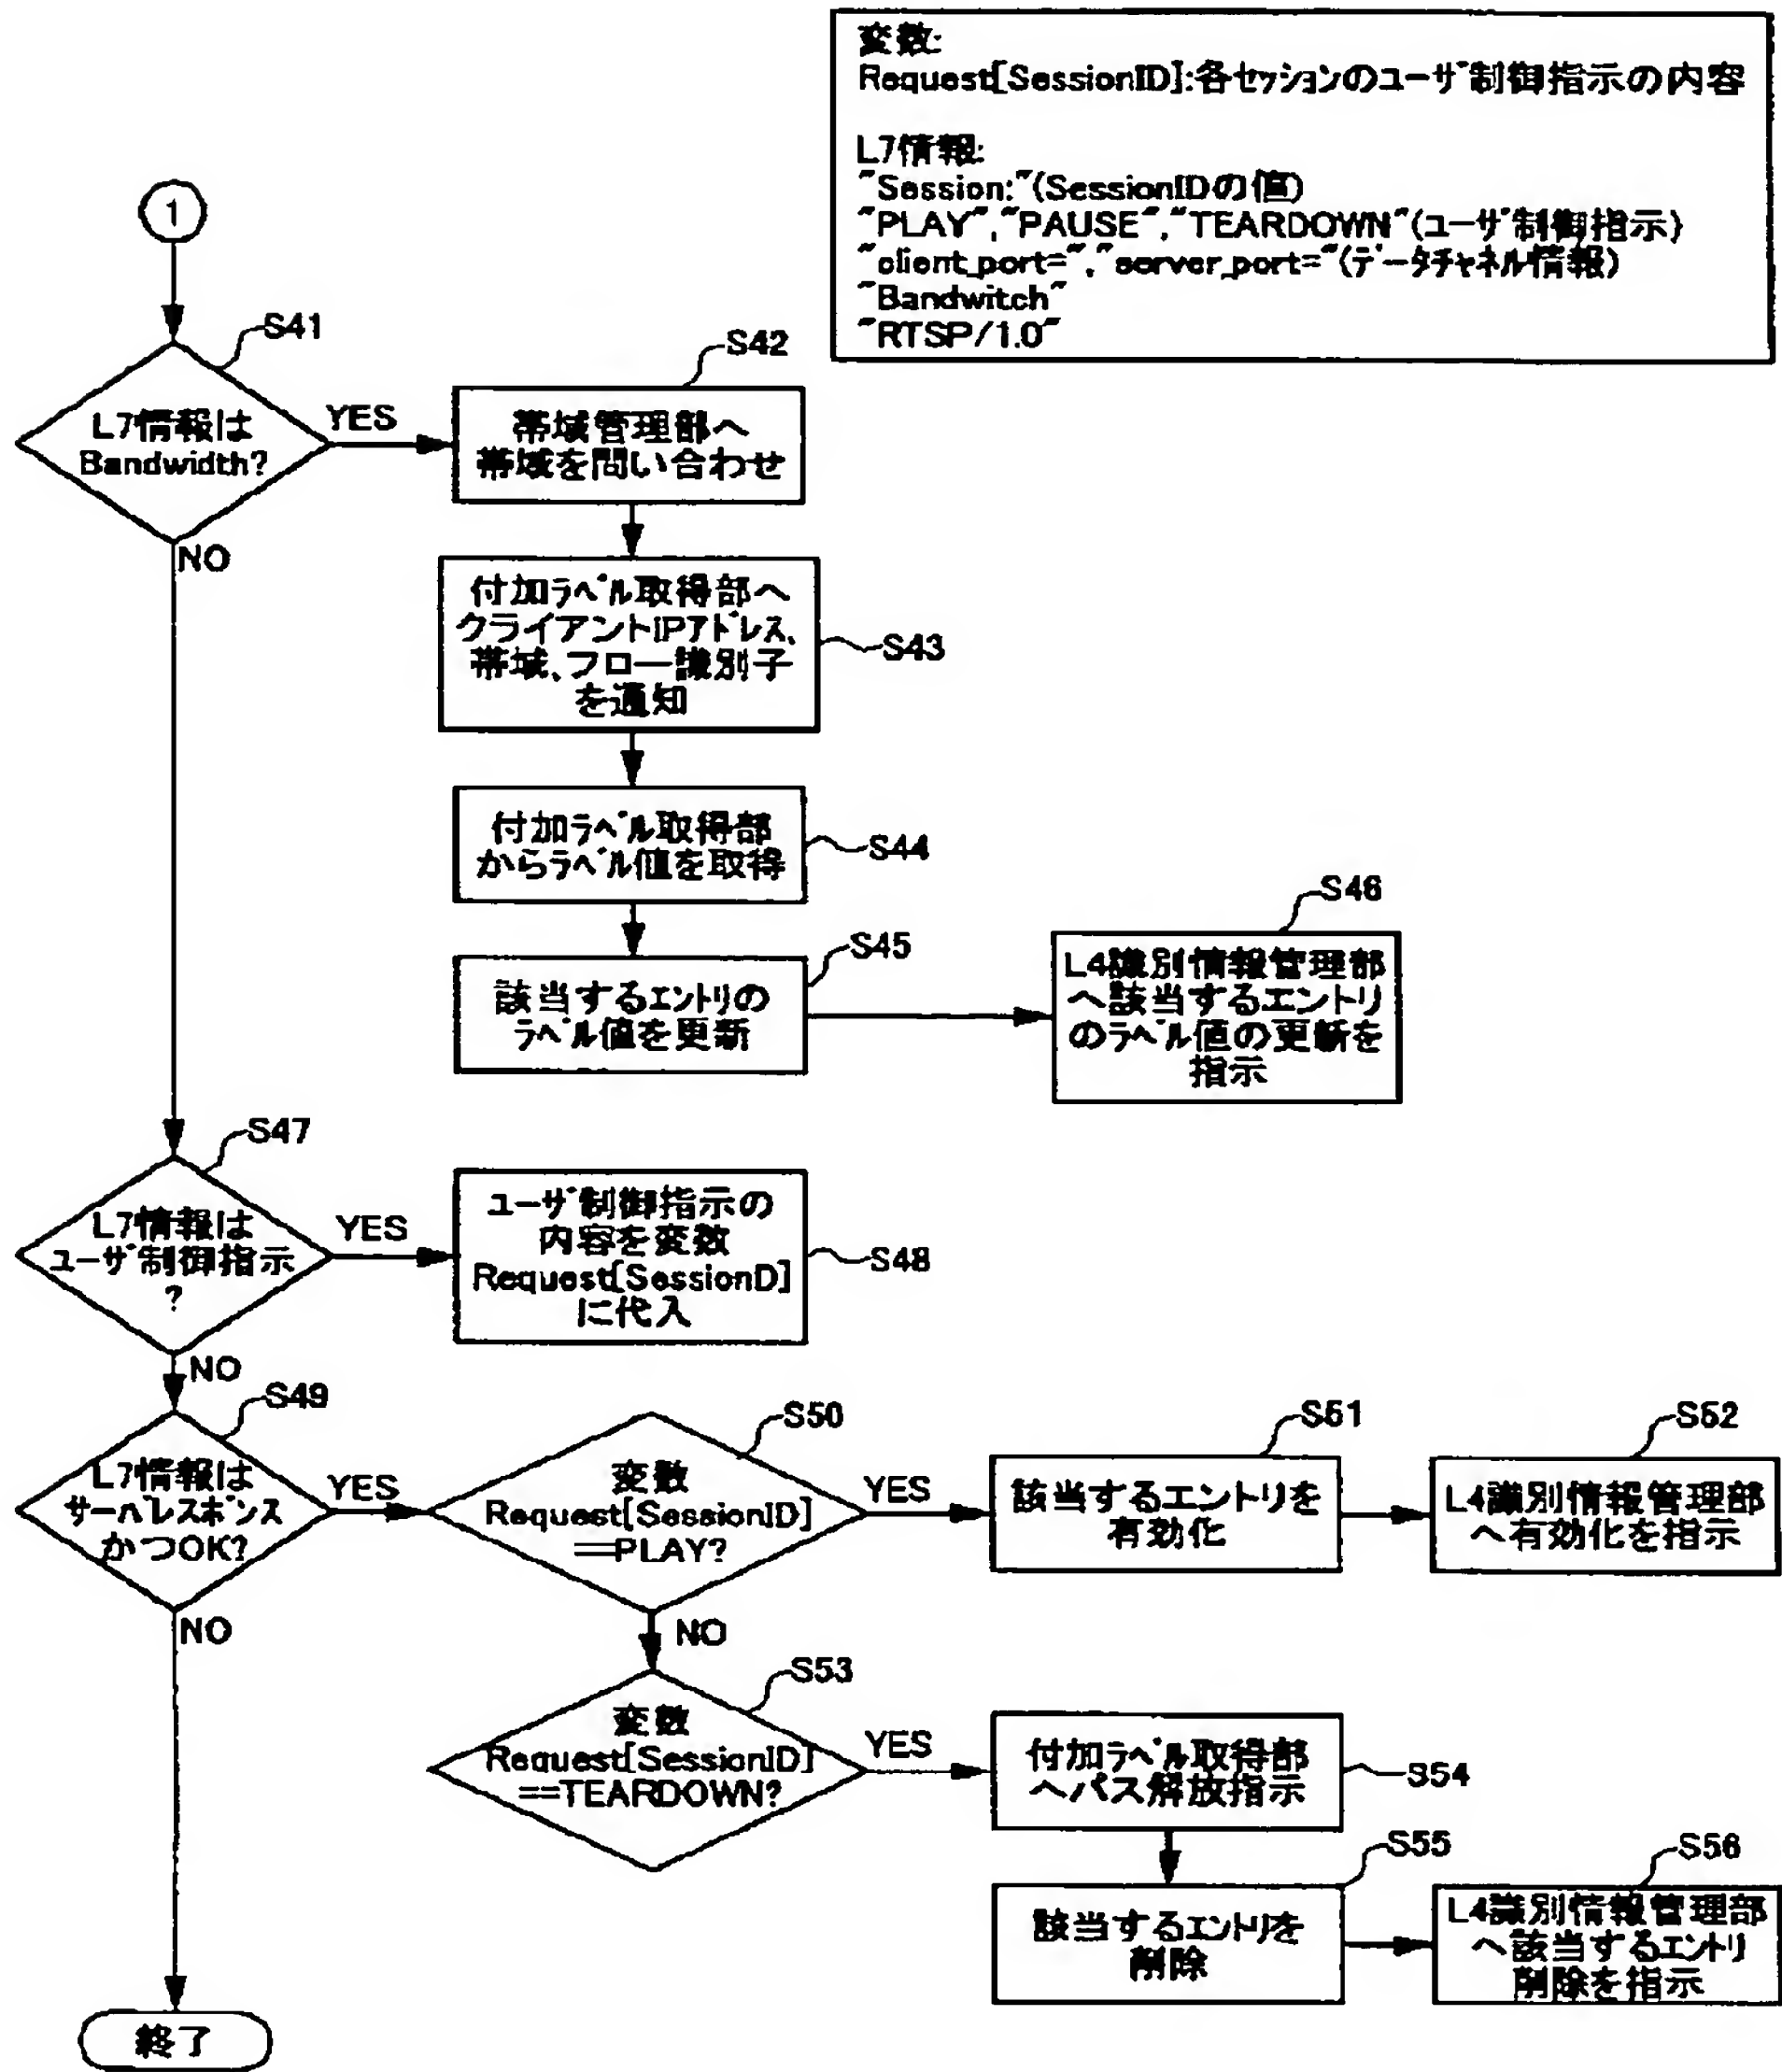 変数:
Request[SessionID]:各セッションのユーザ制御指示の内容
L7情報:
"Session:"(SessionIDの値)
"PLAY","PAUSE","TEARDOWN"(ユーザ制御指示)
"client_port=","server_port="(データチャネル情報)
"Bandwitch"
"RTSP/1.0"
1
S41
L7情報は
Bandwidth?
YES
NO
S42
帯域管理部へ
帯域を問い合わせ
付加ラベル取得部へ
クライアントIPアドレス、
帯域、フロー識別子
を通知
S43
付加ラベル取得部
からラベル値を取得
S44
S45
該当するエントリの
ラベル値を更新
S46
L4識別情報管理部
へ該当するエントリ
のラベル値の更新を
指示
S47
L7情報は
ユーザ制御指示
?
YES
NO
ユーザ制御指示の
内容を変数
Request[SessionD]
に代入
S48
S49
L7情報は
サーバレスポンス
かつOK?
YES
NO
S50
変数
Request[SessionID]
==PLAY?
YES
NO
S51
該当するエントリを
有効化
S52
L4識別情報管理部
へ有効化を指示
S53
変数
Request[SessionID]
==TEARDOWN?
YES
付加ラベル取得部
へパス解放指示
S54
S55
該当するエントリを
削除
S56
L4識別情報管理部
へ該当するエントリ
削除を指示
終了